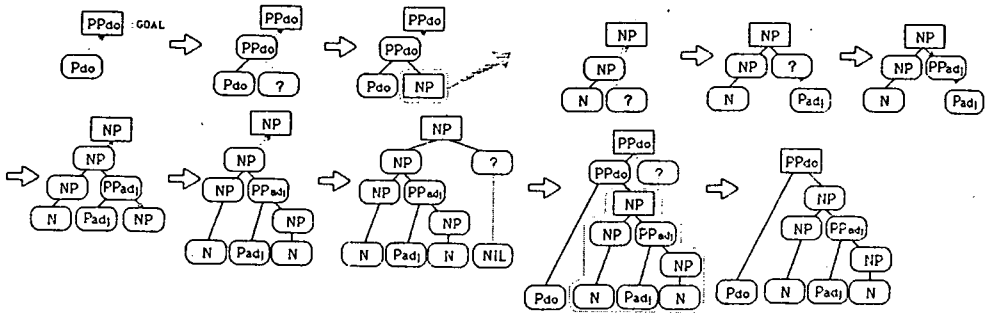 PPdo :GOAL
Pdo
PPdo
PPdo
Pdo ?
PPdo
PPdo
Pdo NP
NP
NP
N ?
NP
NP ?
N Padj
NP
NP PPadj
N Padj
NP
NP
NP PPadj
N Padj NP
NP
NP
NP PPadj
NP
N Padj N
NP
NP ?
NP PPadj
NP
N Padj N NIL
PPdo
PPdo ?
NP
NP PPadj
NP
Pdo N Padj N
PPdo
NP
NP PPadj
NP
Pdo N Padj N